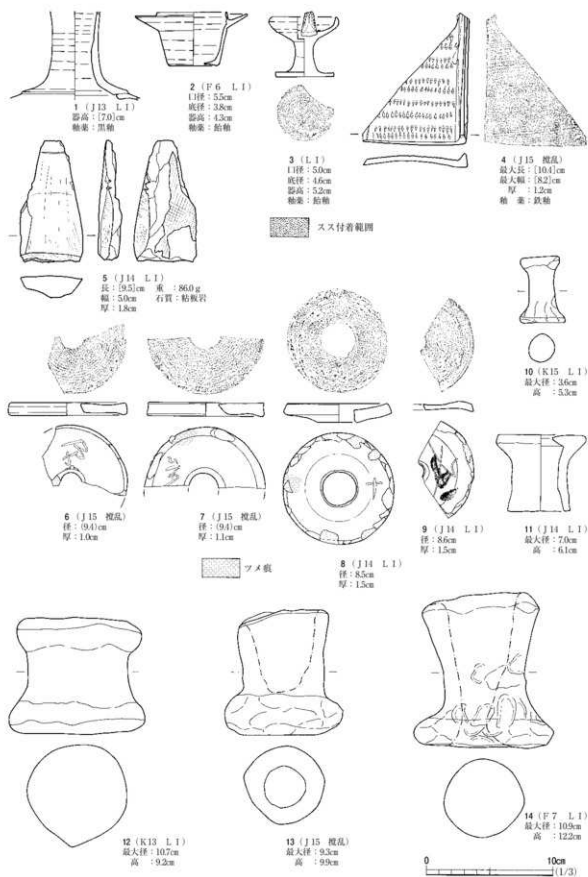 1 (J13 LⅠ)
器高：[7.0]cm
釉薬：黒釉
2 (F6 LⅠ)
口径：5.5cm
底径：3.8cm
器高：4.3cm
釉薬：飴釉
3 (LⅠ)
口径：5.0cm
底径：4.6cm
器高：5.2cm
釉薬：飴釉
4 (J15 攪乱)
最大長：[10.4]cm
最大幅：[8.2]cm
厚：1.2cm
釉薬：鉄釉
スス付着範囲
5 (J14 LⅠ)
長：[9.5]cm 重：86.0g
幅：5.0cm 石質：粘板岩
厚：1.8cm
10 (K15 LⅠ)
最大径：3.6cm
高：5.3cm
6 (J15 攪乱)
径：(9.4)cm
厚：1.0cm
7 (J15 攪乱)
径：(9.4)cm
厚：1.1cm
8 (J14 LⅠ)
径：8.5cm
厚：1.5cm
9 (J14 LⅠ)
径：8.6cm
厚：1.5cm
11 (J14 LⅠ)
最大径：7.0cm
高：6.1cm
ツメ痕
12 (K13 LⅠ)
最大径：10.7cm
高：9.2cm
13 (J15 攪乱)
最大径：9.3cm
高：9.9cm
14 (F7 LⅠ)
最大径：10.9cm
高：12.2cm
0 10cm
(1/3)